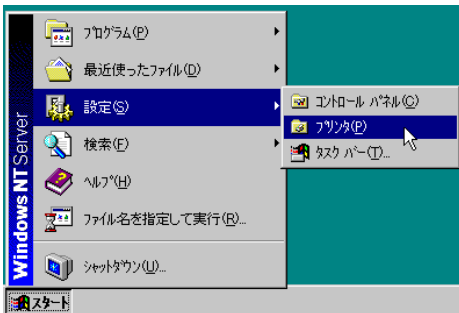 Windows NT Server
ﾌﾟﾛｸﾞﾗﾑ(P)
最近使ったﾌｧｲﾙ(D)
設定(S)
検索(F)
ﾍﾙﾌﾟ(H)
ﾌｧｲﾙ名を指定して実行(R)...
ｼｬｯﾄﾀﾞｳﾝ(U)...
ｺﾝﾄﾛｰﾙ ﾊﾟﾈﾙ(C)
ﾌﾟﾘﾝﾀ(P)
ﾀｽｸ ﾊﾞｰ(T)...
ｽﾀｰﾄ